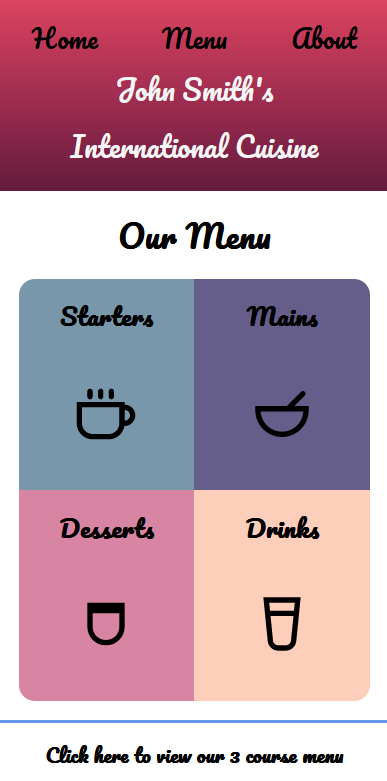 Home Menu About
John Smith's
International Cuisine
Our Menu
Starters Mains
Desserts Drinks
Click here to view our 3 course menu